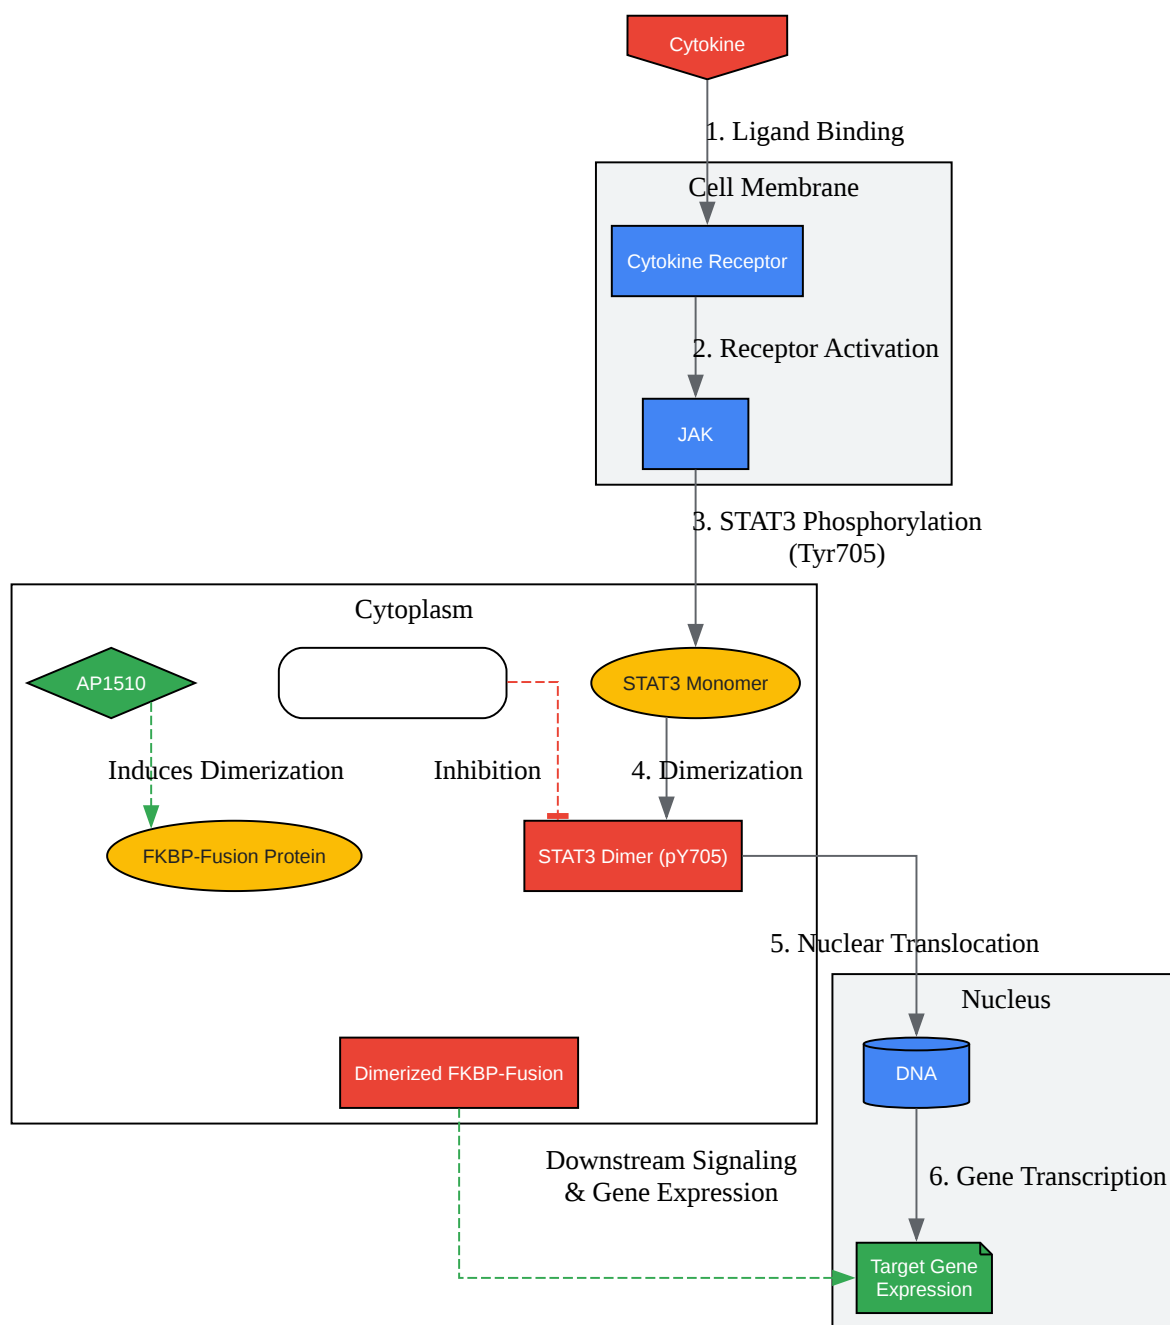 Cytokine
1. Ligand Binding
Cell Membrane
Cytokine Receptor
2. Receptor Activation
JAK
3. STAT3 Phosphorylation
(Tyr705)
Cytoplasm
AP1510
STAT3 Monomer
Induces Dimerization
Inhibition
4. Dimerization
FKBP-Fusion Protein
STAT3 Dimer (pY705)
5. Nuclear Translocation
Nucleus
Dimerized FKBP-Fusion
DNA
Downstream Signaling
& Gene Expression
6. Gene Transcription
Target Gene
Expression